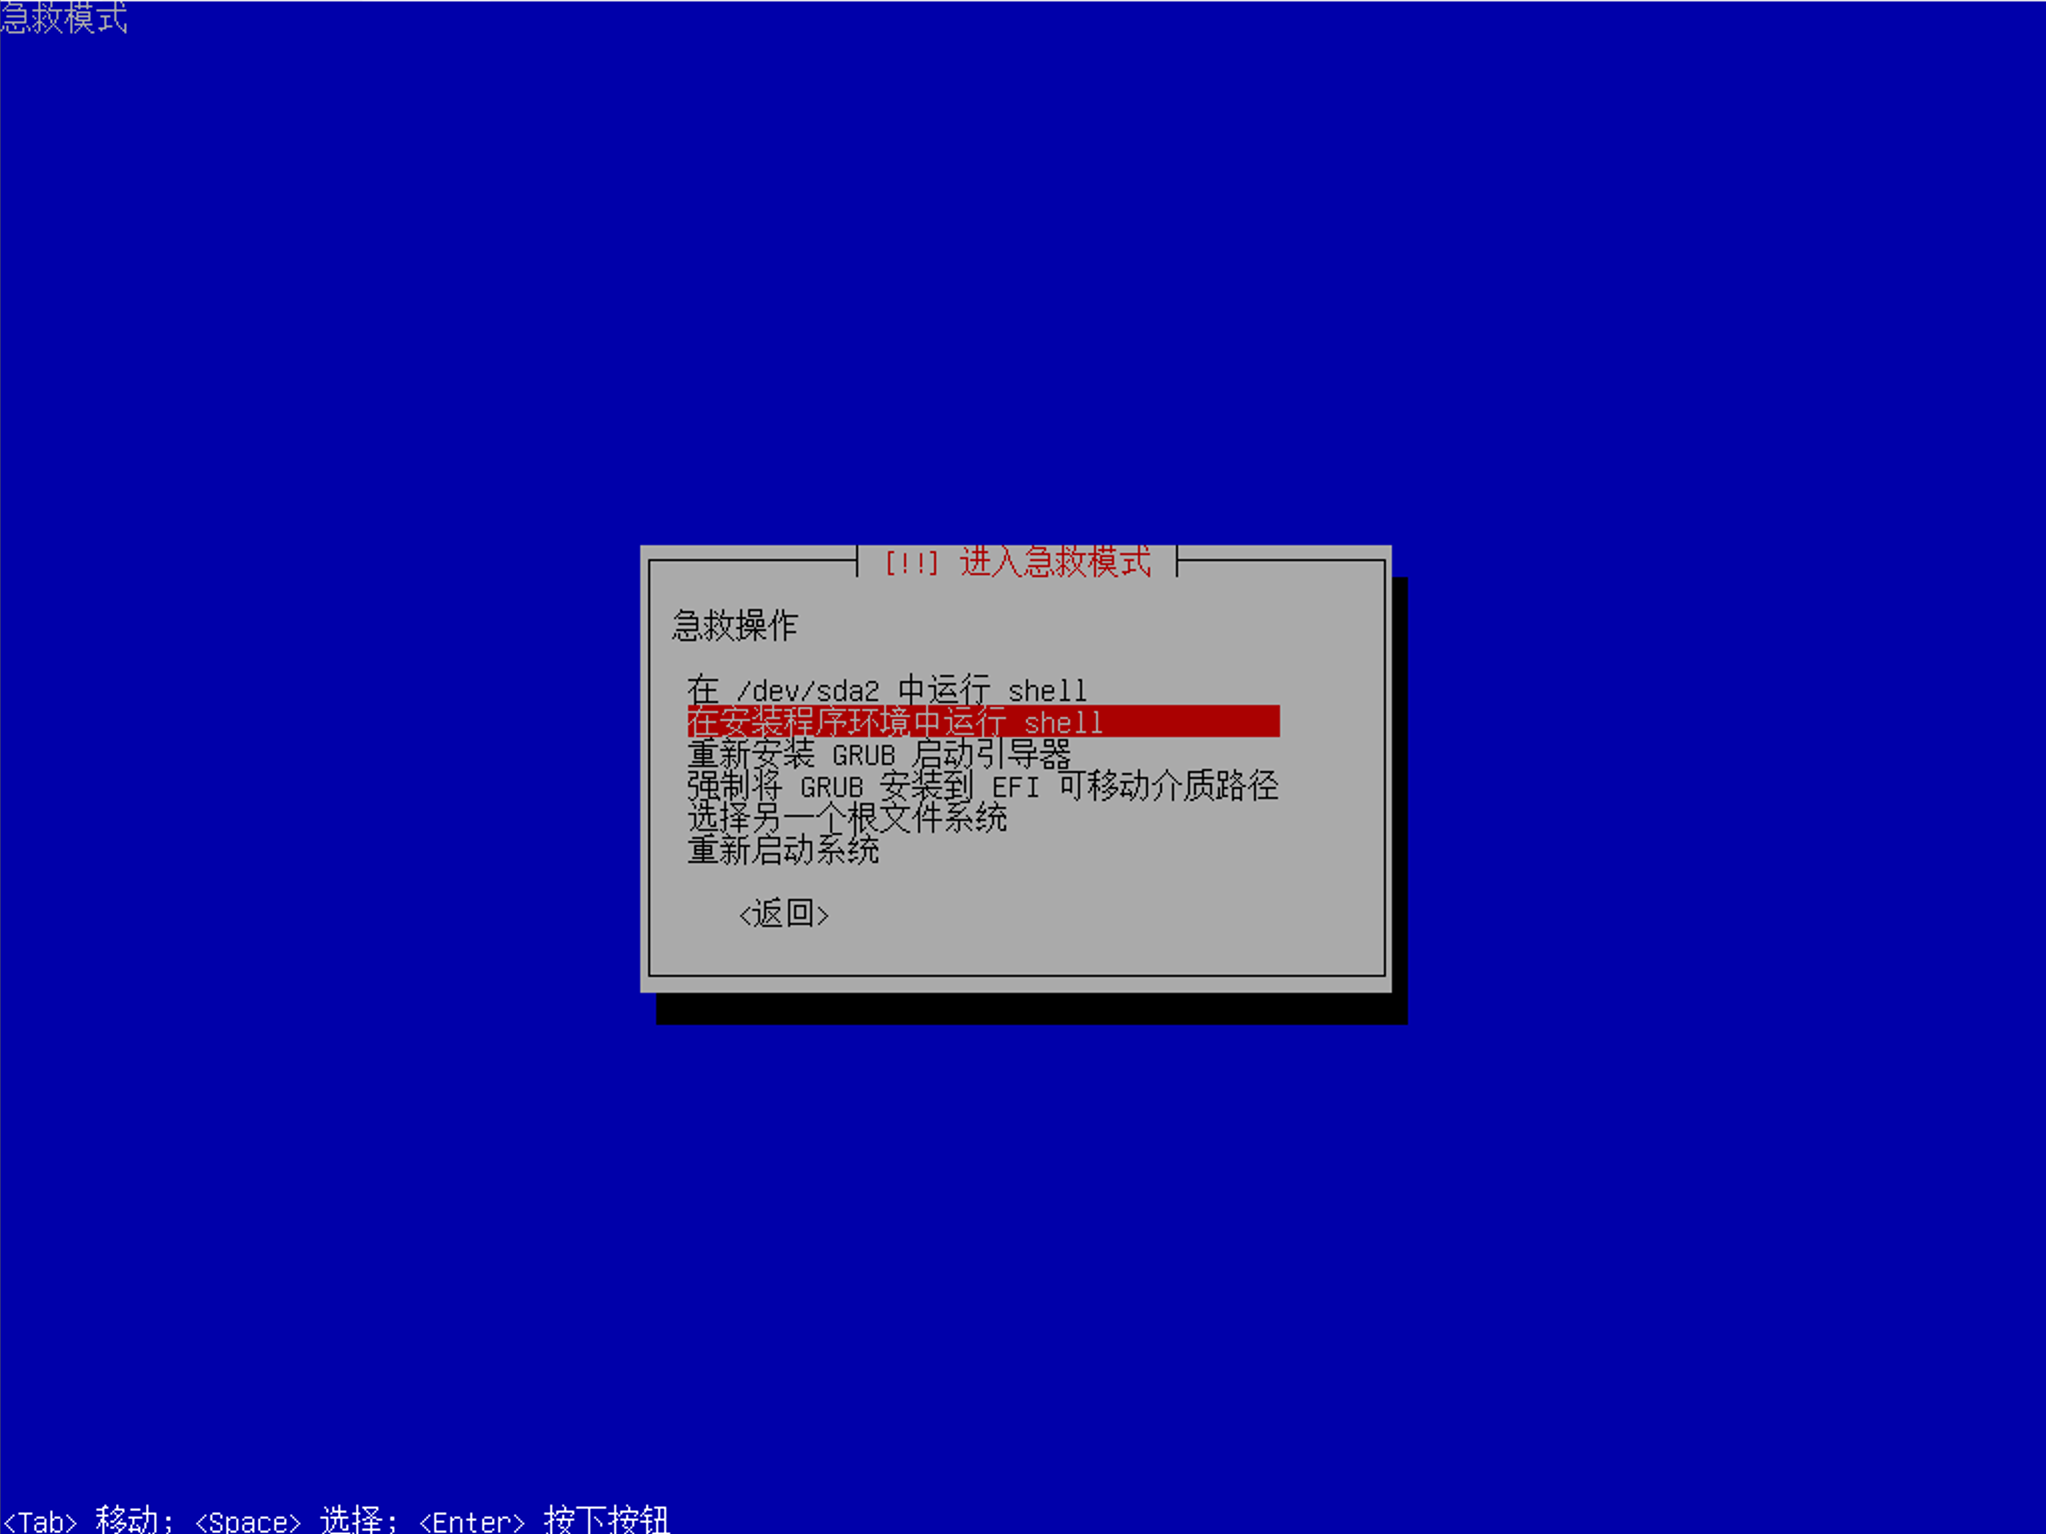 急救模式
[!!] 进入急救模式
急救操作
在 /dev/sda2 中运行 shell
在安装程序环境中运行 shell
重新安装 GRUB 启动引导器
强制将 GRUB 安装到 EFI 可移动介质路径
选择另一个根文件系统
重新启动系统
<返回>
<Tab> 移动; <Space> 选择; <Enter> 按下按钮